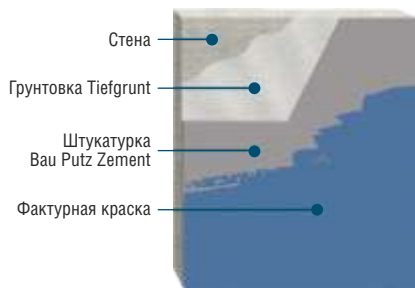 Стена
Грунтовка Tiefgrunt
Штукатурка
Bau Putz Zement
Фактурная краска